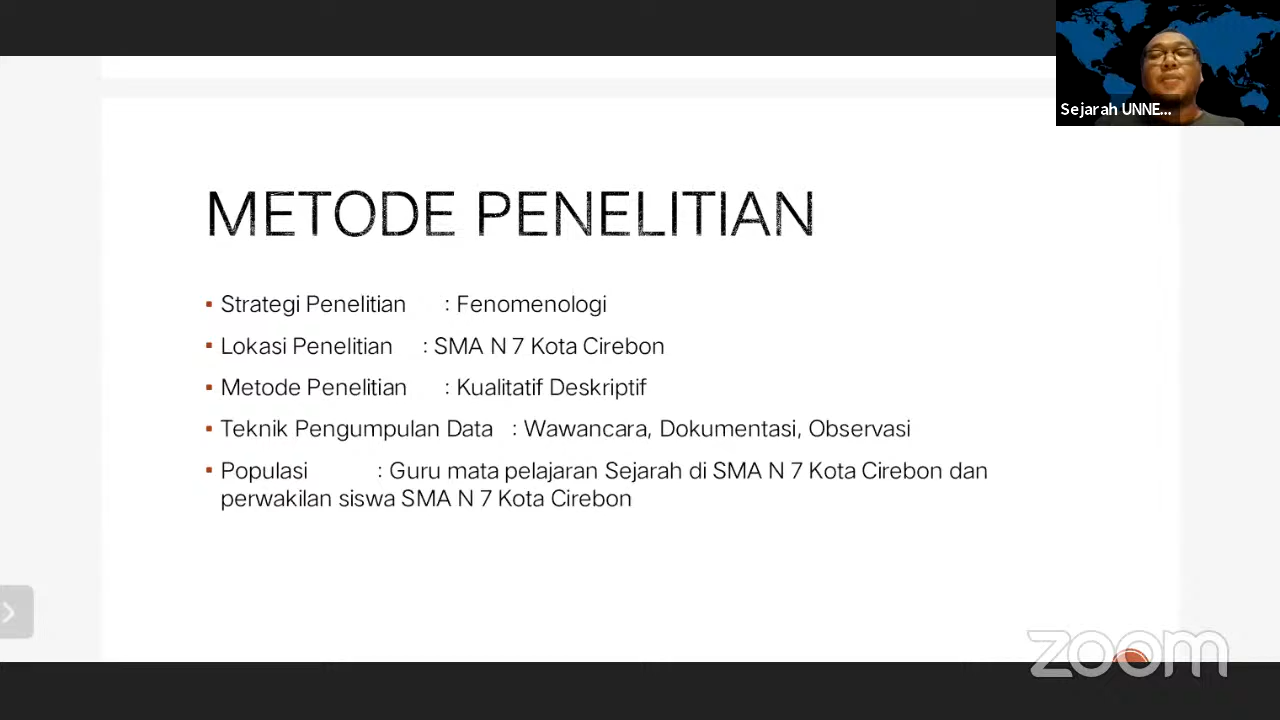 Sejarah UNNE...
METODE PENELITIAN
▪ Strategi Penelitian : Fenomenologi
▪ Lokasi Penelitian : SMA N 7 Kota Cirebon
▪ Metode Penelitian : Kualitatif Deskriptif
▪ Teknik Pengumpulan Data : Wawancara, Dokumentasi, Observasi
▪ Populasi : Guru mata pelajaran Sejarah di SMA N 7 Kota Cirebon dan
perwakilan siswa SMA N 7 Kota Cirebon
zoom